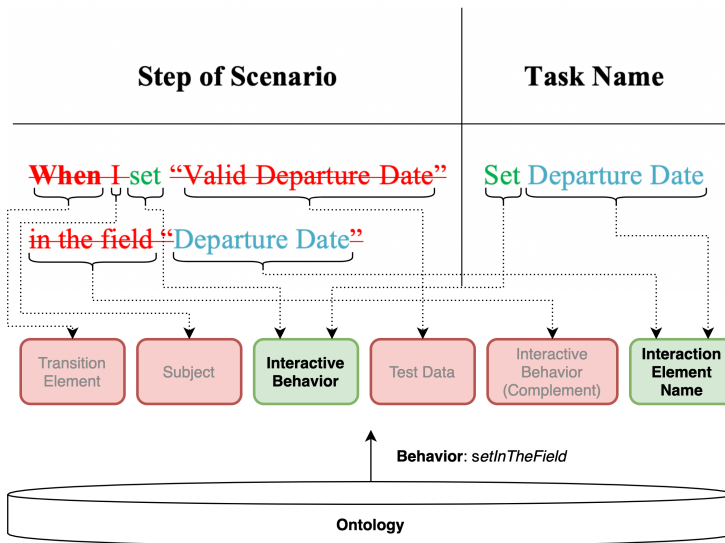 Step of Scenario Task Name
When I set “Valid Departure Date” Set Departure Date
in the field “Departure Date”
Transition Element
Subject
Interactive Behavior
Test Data
Interactive Behavior (Complement)
Interaction Element Name
Behavior: setInTheField
Ontology